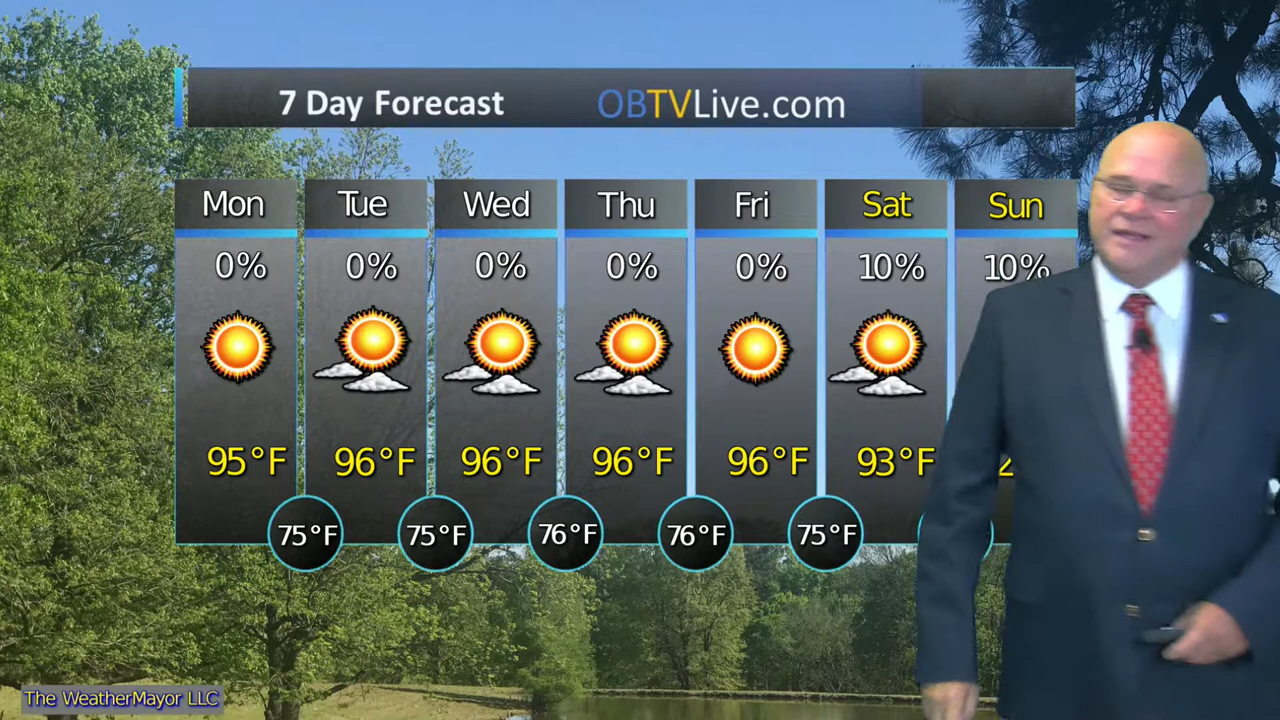 7 Day Forecast OBTVLive.com
Mon Tue Wed Thu Fri Sat Sun
0% 0% 0% 0% 0% 10% 10%
95°F 96°F 96°F 96°F 96°F 93°F
75°F 75°F 76°F 76°F 75°F
The WeatherMayor LLC